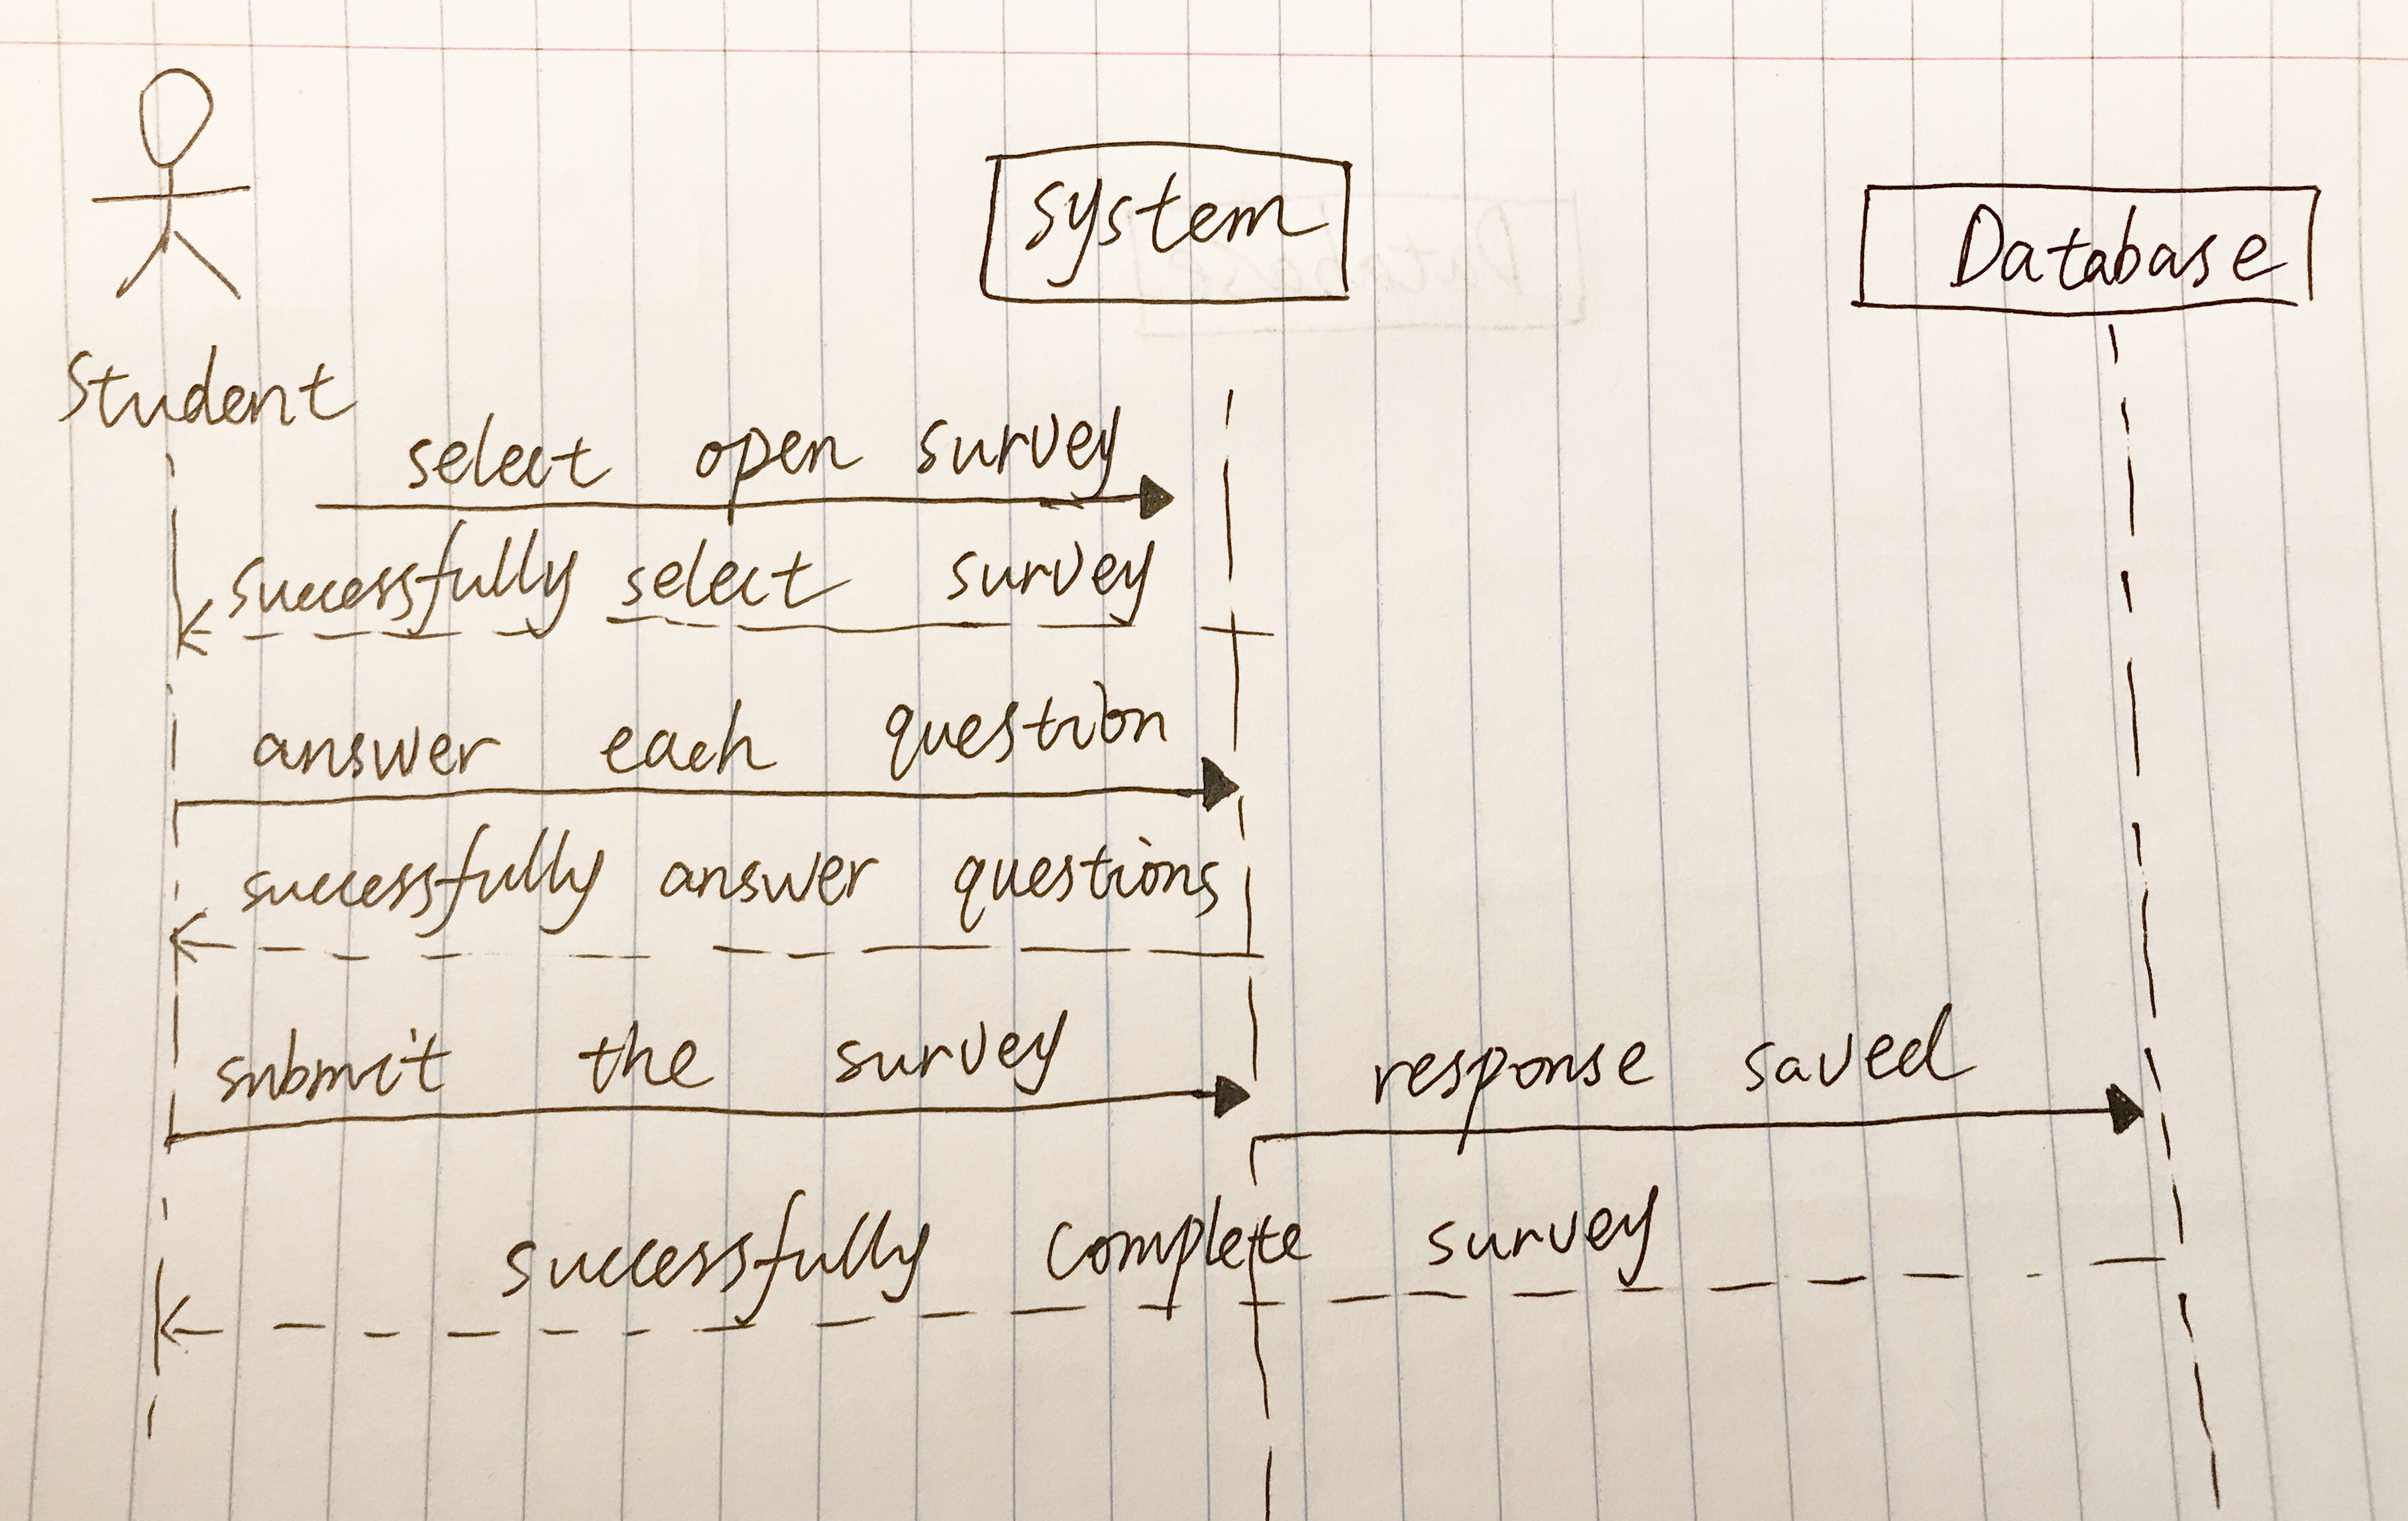 system
Database
Student
select open survey
successfully select survey
answer each question
successfully answer questions
submit the survey
response saved
successfully complete survey